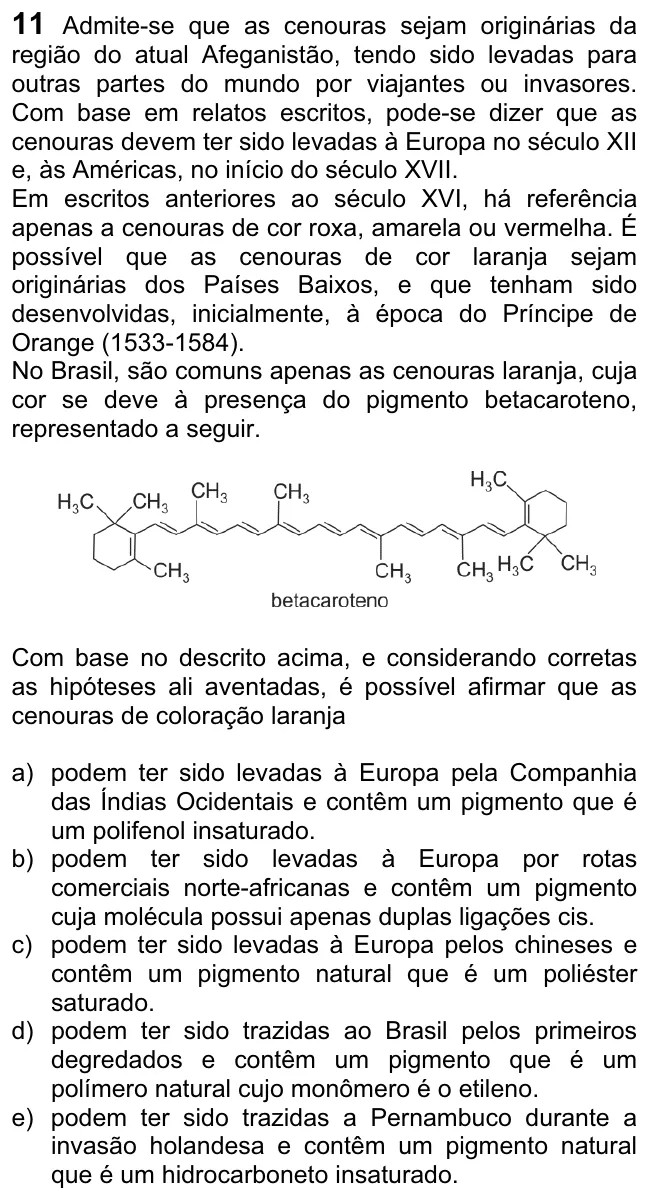 11 Admite-se que as cenouras sejam originárias da
região do atual Afeganistão, tendo sido levadas para
outras partes do mundo por viajantes ou invasores.
Com base em relatos escritos, pode-se dizer que as
cenouras devem ter sido levadas à Europa no século XII
e, às Américas, no início do século XVII.
Em escritos anteriores ao século XVI, há referência
apenas a cenouras de cor roxa, amarela ou vermelha. É
possível que as cenouras de cor laranja sejam
originárias dos Países Baixos, e que tenham sido
desenvolvidas, inicialmente, à época do Príncipe de
Orange (1533-1584).
No Brasil, são comuns apenas as cenouras laranja, cuja
cor se deve à presença do pigmento betacaroteno,
representado a seguir.
H₃C CH₃ CH₃ CH₃ H₃C
CH₃ CH₃ CH₃ H₃C CH₃
betacaroteno
Com base no descrito acima, e considerando corretas
as hipóteses ali aventadas, é possível afirmar que as
cenouras de coloração laranja
a) podem ter sido levadas à Europa pela Companhia
das Índias Ocidentais e contêm um pigmento que é
um polifenol insaturado.
b) podem ter sido levadas à Europa por rotas
comerciais norte-africanas e contêm um pigmento
cuja molécula possui apenas duplas ligações cis.
c) podem ter sido levadas à Europa pelos chineses e
contêm um pigmento natural que é um poliéster
saturado.
d) podem ter sido trazidas ao Brasil pelos primeiros
degredados e contêm um pigmento que é um
polímero natural cujo monômero é o etileno.
e) podem ter sido trazidas a Pernambuco durante a
invasão holandesa e contêm um pigmento natural
que é um hidrocarboneto insaturado.